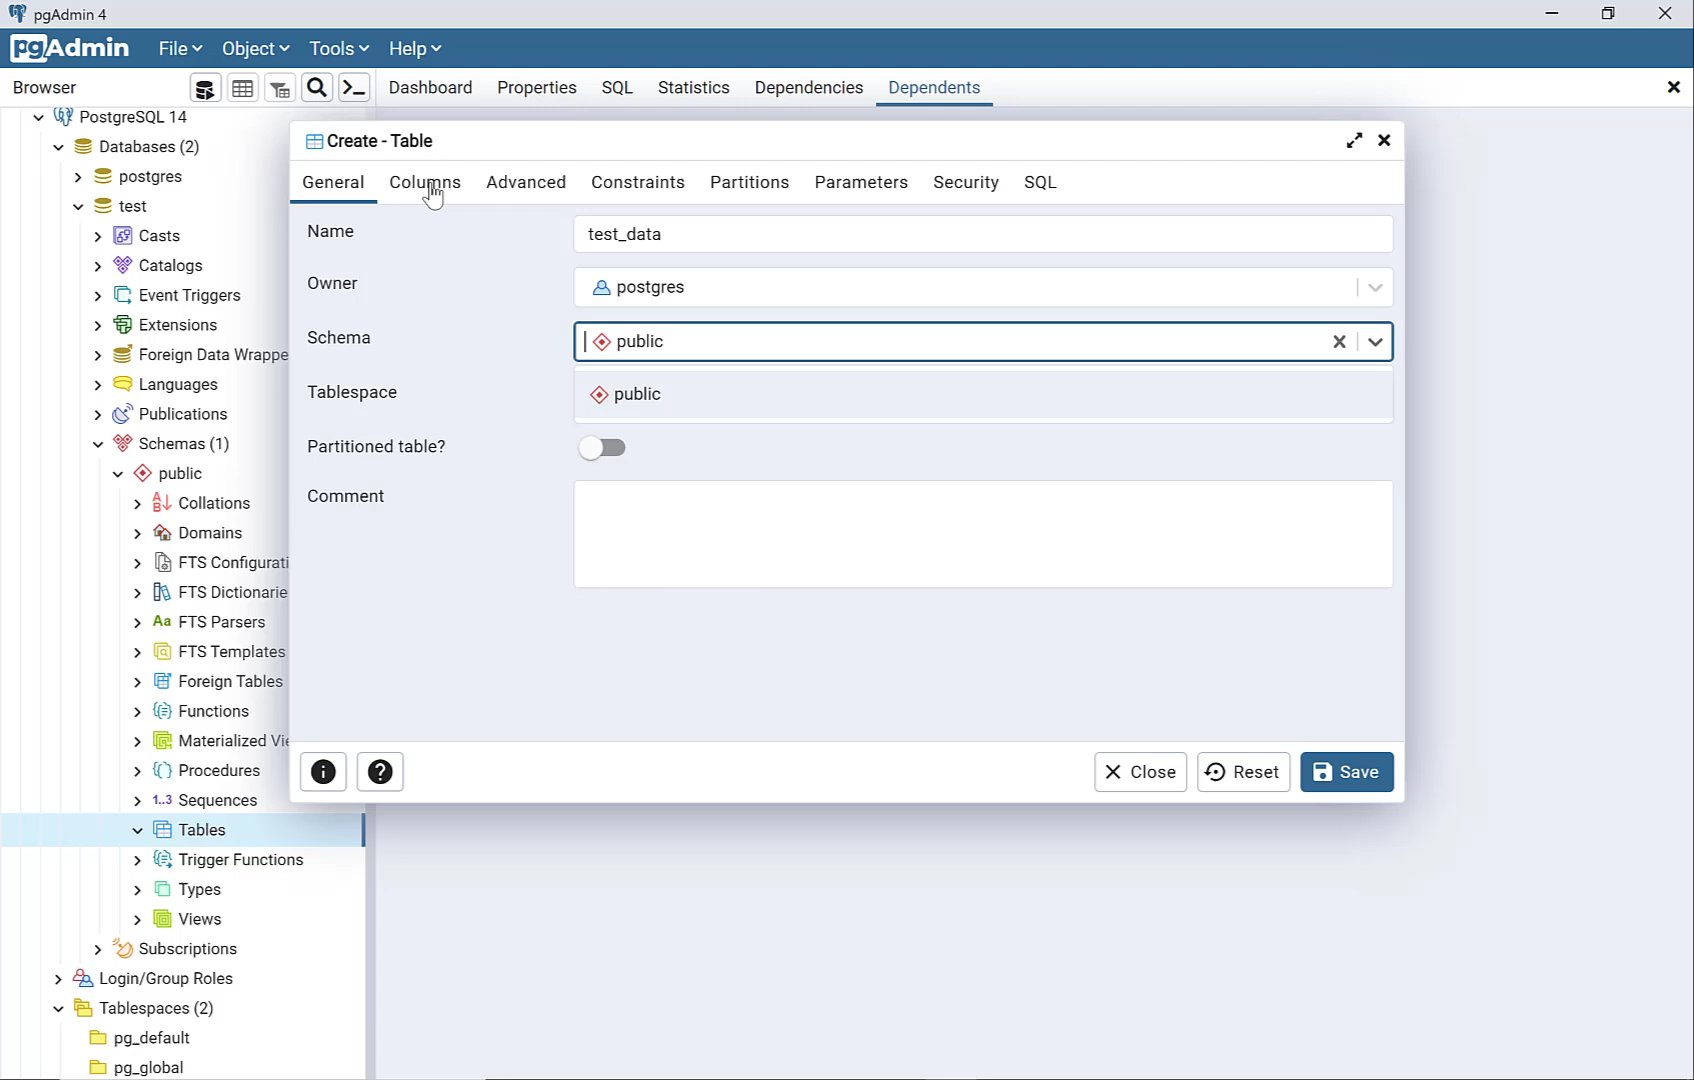 pgAdmin 4
pgAdmin File Object Tools Help
Browser
Dashboard Properties SQL Statistics Dependencies Dependents
PostgreSQL 14
Databases (2)
postgres
test
Casts
Catalogs
Event Triggers
Extensions
Foreign Data Wrappe
Languages
Publications
Schemas (1)
public
Collations
Domains
FTS Configurati
FTS Dictionarie
Aa FTS Parsers
FTS Templates
Foreign Tables
Functions
Materialized Vie
Procedures
1..3 Sequences
Tables
Trigger Functions
Types
Views
Subscriptions
Login/Group Roles
Tablespaces (2)
pg_default
pg_global
Create - Table
General Columns Advanced Constraints Partitions Parameters Security SQL
Name test_data
Owner postgres
Schema public
Tablespace public
Partitioned table?
Comment
Close Reset Save